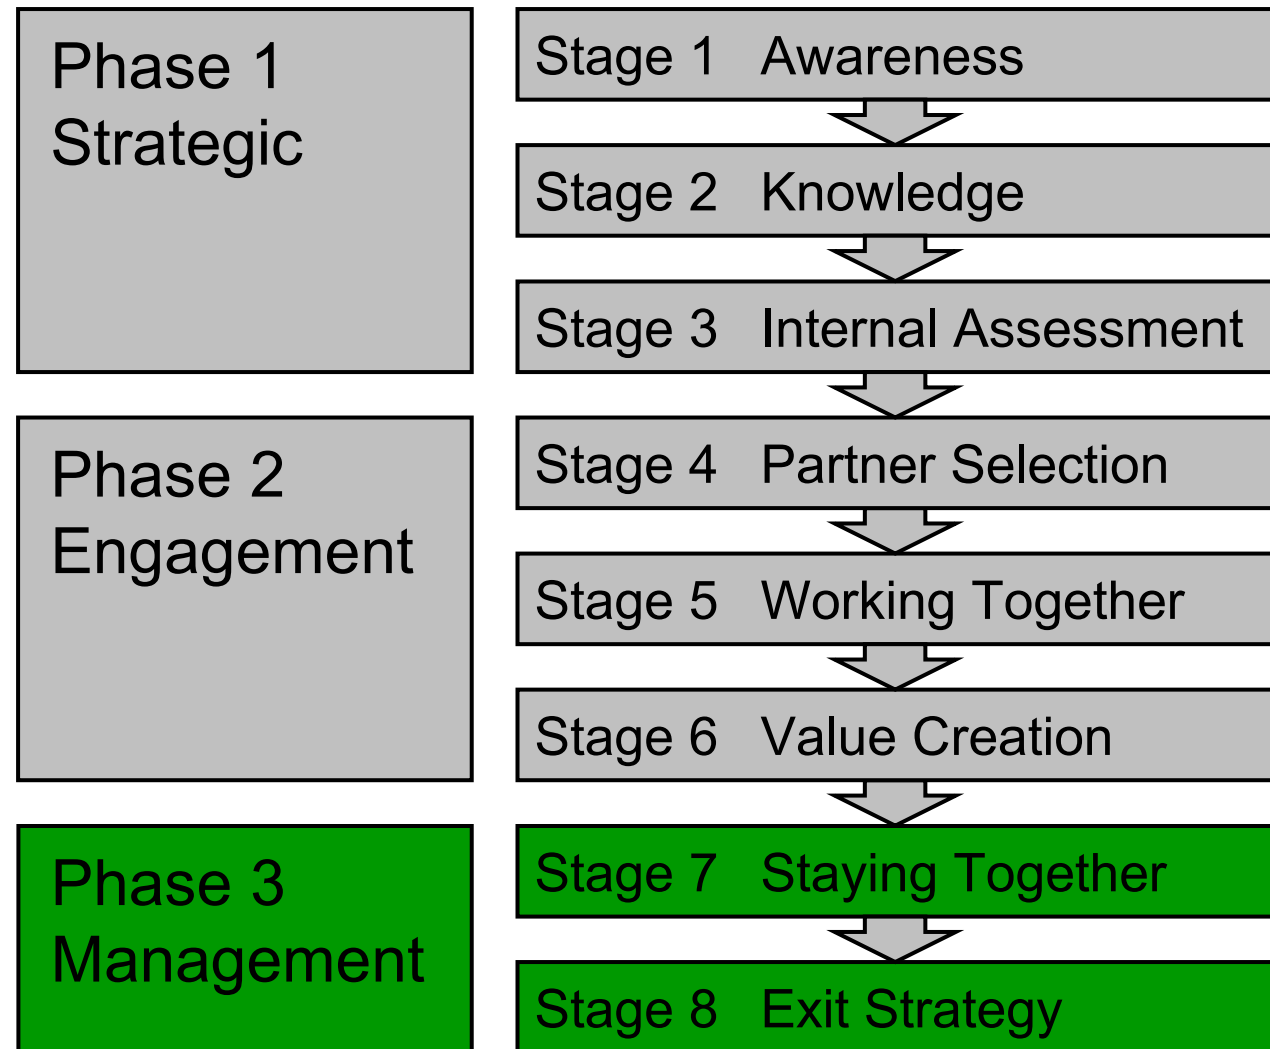 Phase 1
Strategic
Stage 1 Awareness
Stage 2 Knowledge
Stage 3 Internal Assessment
Phase 2
Engagement
Stage 4 Partner Selection
Stage 5 Working Together
Stage 6 Value Creation
Phase 3
Management
Stage 7 Staying Together
Stage 8 Exit Strategy